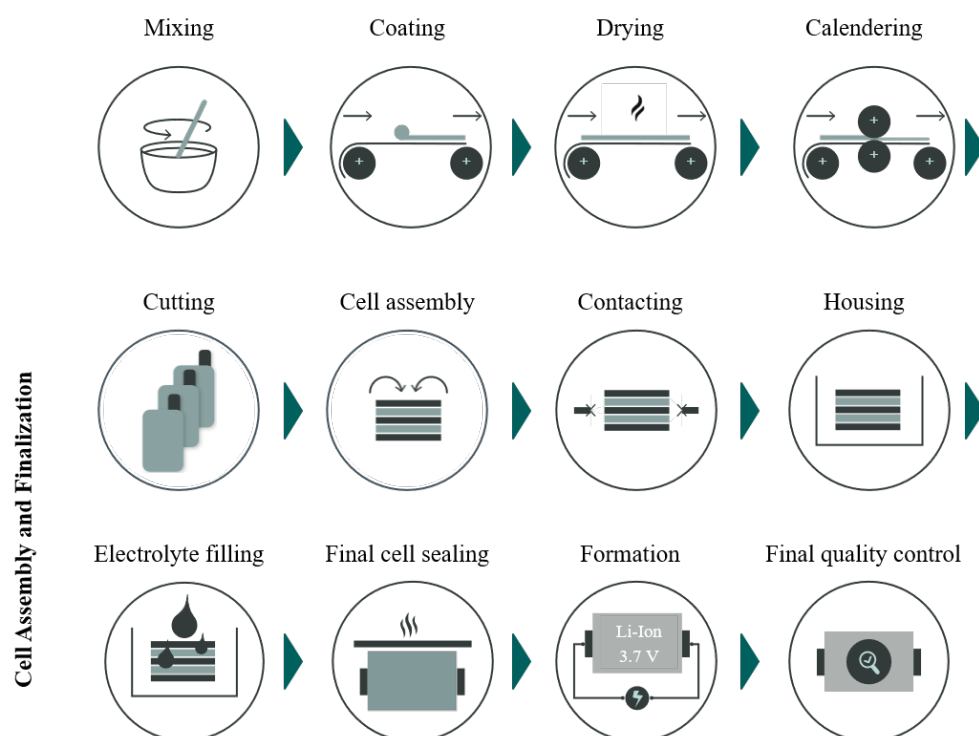 Mixing
Coating
Drying
Calendering
Cutting
Cell assembly
Contacting
Housing
Cell Assembly and Finalization
Electrolyte filling
Final cell sealing
Formation
Final quality control
Li-Ion
3.7 V